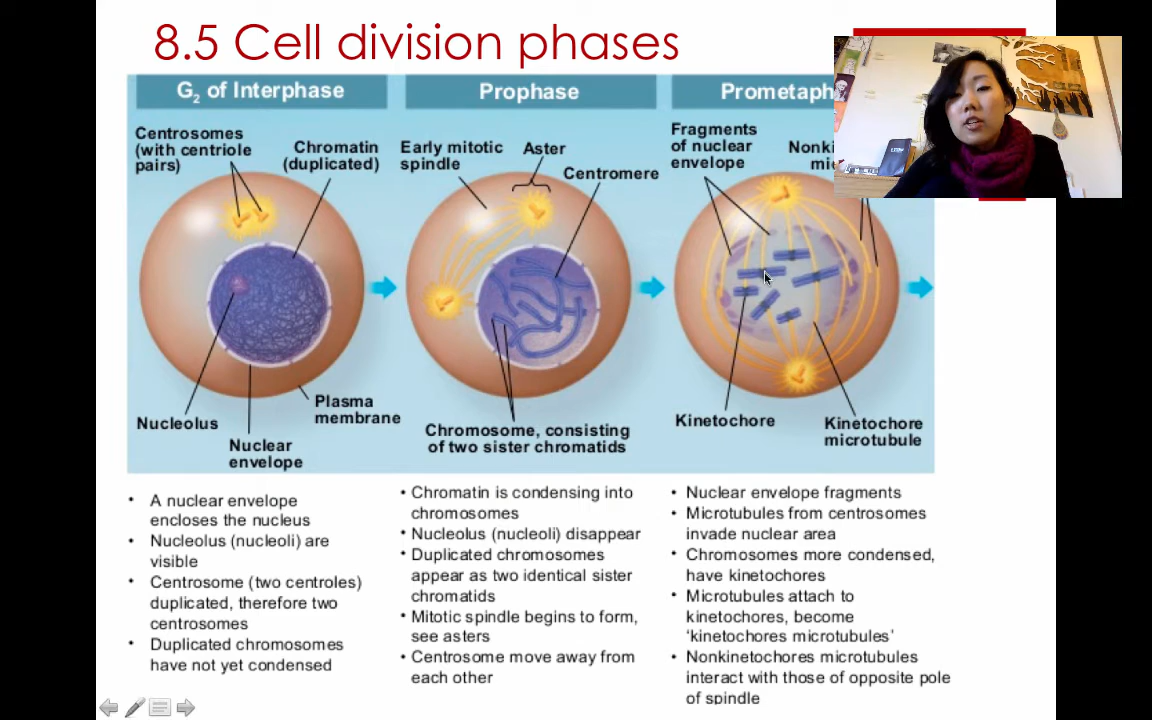 8.5 Cell division phases
G2 of Interphase
Prophase
Prometaph
Centrosomes
(with centriole
pairs)
Chromatin
(duplicated)
Nucleolus
Nuclear
envelope
Plasma
membrane
Early mitotic
spindle
Aster
Centromere
Chromosome, consisting
of two sister chromatids
Fragments
of nuclear
envelope
Nonki
mi
Kinetochore
Kinetochore
microtubule
• A nuclear envelope
encloses the nucleus
• Nucleolus (nucleoli) are
visible
• Centrosome (two centroles)
duplicated, therefore two
centrosomes
• Duplicated chromosomes
have not yet condensed
• Chromatin is condensing into
chromosomes
• Nucleolus (nucleoli) disappear
• Duplicated chromosomes
appear as two identical sister
chromatids
• Mitotic spindle begins to form,
see asters
• Centrosome move away from
each other
• Nuclear envelope fragments
• Microtubules from centrosomes
invade nuclear area
• Chromosomes more condensed,
have kinetochores
• Microtubules attach to
kinetochores, become
‘kinetochores microtubules’
• Nonkinetochores microtubules
interact with those of opposite pole
of spindle